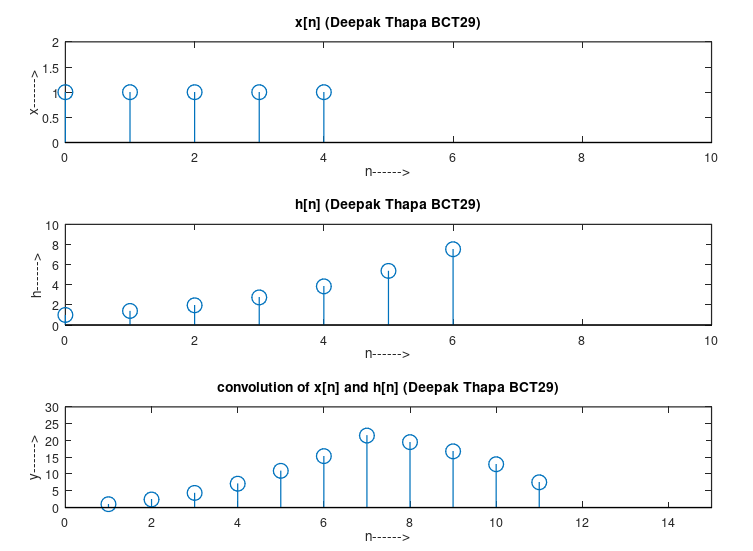 x[n] (Deepak Thapa BCT29)
2
1.5
1
0.5
0
x------>
0 2 4 6 8 10
n------>
h[n] (Deepak Thapa BCT29)
10
8
6
4
2
0
h------>
0 2 4 6 8 10
n------>
convolution of x[n] and h[n] (Deepak Thapa BCT29)
30
25
20
15
10
5
0
y------>
0 2 4 6 8 10 12 14
n------>